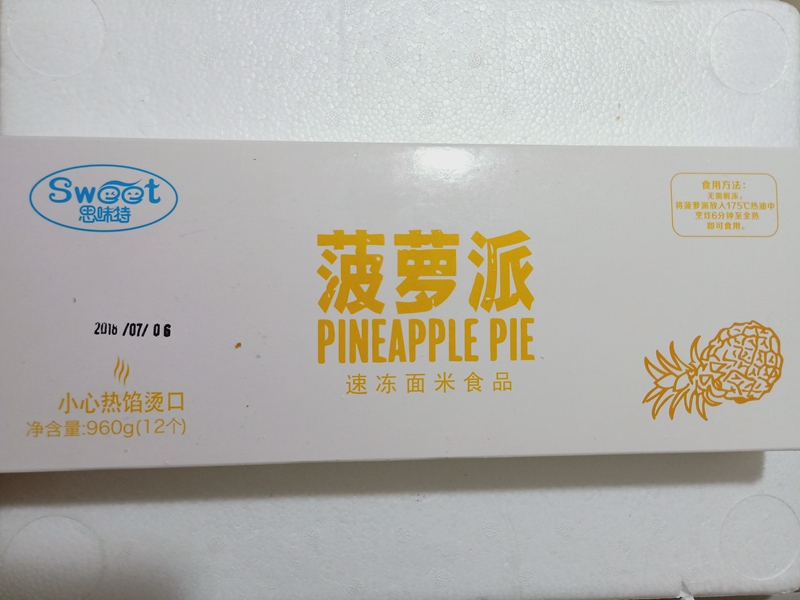 Sweet
思味特
食用方法：
无需解冻，
将菠萝派放入175℃热油中
烹炸6分钟至全熟
即可食用。
菠萝派
PINEAPPLE PIE
速冻面米食品
2018/07/06
小心热馅烫口
净含量:960g(12个)